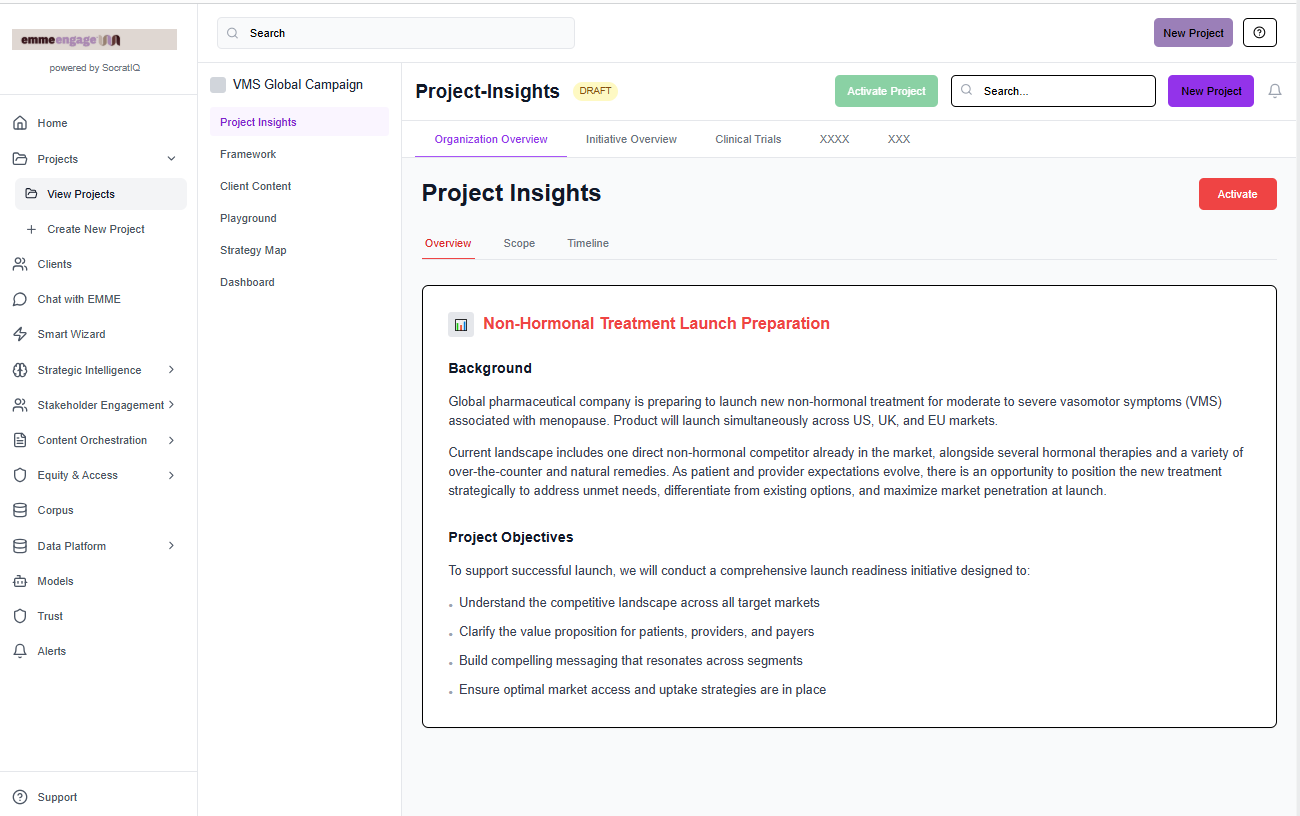 emmeengage
powered by SocratIQ
Home
Projects
View Projects
Create New Project
Clients
Chat with EMME
Smart Wizard
Strategic Intelligence
Stakeholder Engagement
Content Orchestration
Equity & Access
Corpus
Data Platform
Models
Trust
Alerts
Support
Search
New Project
VMS Global Campaign
Project Insights
Framework
Client Content
Playground
Strategy Map
Dashboard
Project-Insights
DRAFT
Activate Project
Search...
New Project
Organization Overview
Initiative Overview
Clinical Trials
XXXX
XXX
Project Insights
Activate
Overview
Scope
Timeline
Non-Hormonal Treatment Launch Preparation
Background
Global pharmaceutical company is preparing to launch new non-hormonal treatment for moderate to severe vasomotor symptoms (VMS)
associated with menopause. Product will launch simultaneously across US, UK, and EU markets.
Current landscape includes one direct non-hormonal competitor already in the market, alongside several hormonal therapies and a variety of
over-the-counter and natural remedies. As patient and provider expectations evolve, there is an opportunity to position the new treatment
strategically to address unmet needs, differentiate from existing options, and maximize market penetration at launch.
Project Objectives
To support successful launch, we will conduct a comprehensive launch readiness initiative designed to:
• Understand the competitive landscape across all target markets
• Clarify the value proposition for patients, providers, and payers
• Build compelling messaging that resonates across segments
• Ensure optimal market access and uptake strategies are in place